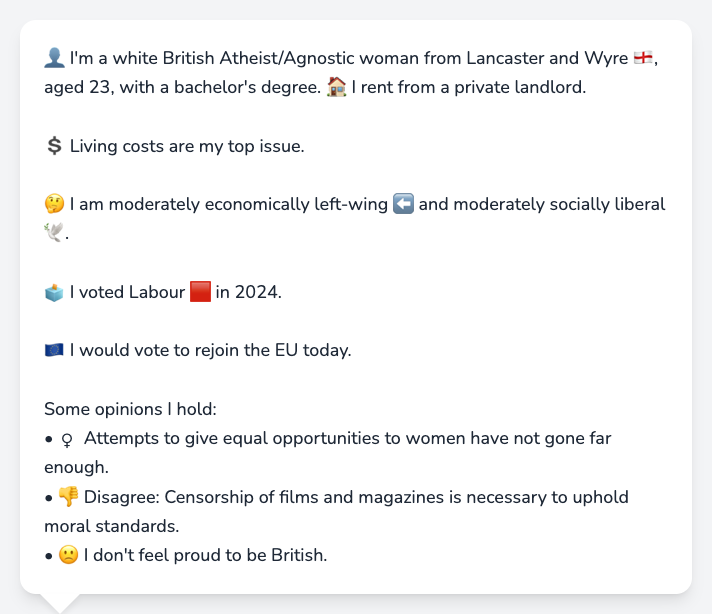 👤 I'm a white British Atheist/Agnostic woman from Lancaster and Wyre 🏴󠁧󠁢󠁥󠁮󠁧󠁿,
aged 23, with a bachelor's degree. 🏠 I rent from a private landlord.
💲 Living costs are my top issue.
🤔 I am moderately economically left-wing ⬅️ and moderately socially liberal
🕊️.
🗳️ I voted Labour 🟥 in 2024.
🇪🇺 I would vote to rejoin the EU today.
Some opinions I hold:
• ♀️ Attempts to give equal opportunities to women have not gone far
enough.
• 👎 Disagree: Censorship of films and magazines is necessary to uphold
moral standards.
• 🙁 I don't feel proud to be British.